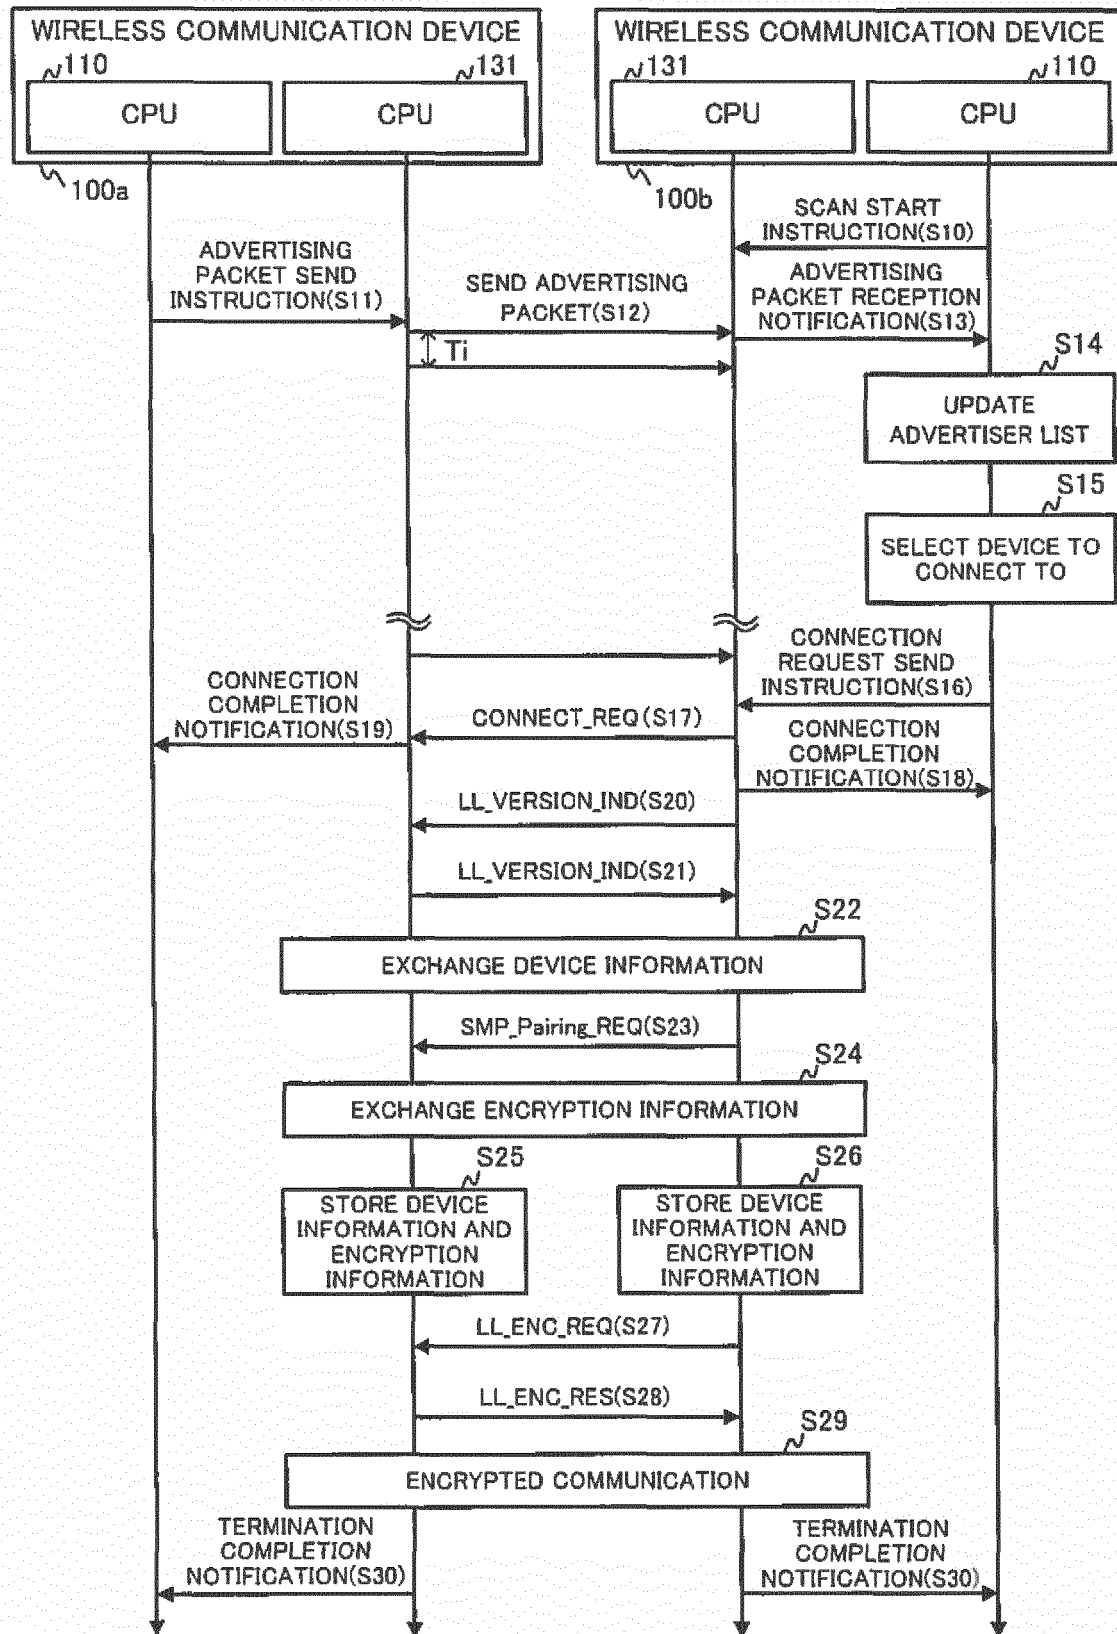 WIRELESS COMMUNICATION DEVICE
110
131
CPU
CPU
100a
WIRELESS COMMUNICATION DEVICE
131
110
CPU
CPU
100b
SCAN START
INSTRUCTION(S10)
ADVERTISING
PACKET SEND
INSTRUCTION(S11)
SEND ADVERTISING
PACKET(S12)
ADVERTISING
PACKET RECEPTION
NOTIFICATION(S13)
Ti
S14
UPDATE
ADVERTISER LIST
S15
SELECT DEVICE TO
CONNECT TO
CONNECTION
REQUEST SEND
INSTRUCTION(S16)
CONNECT_REQ(S17)
CONNECTION
COMPLETION
NOTIFICATION(S19)
CONNECTION
COMPLETION
NOTIFICATION(S18)
LL_VERSION_IND(S20)
LL_VERSION_IND(S21)
S22
EXCHANGE DEVICE INFORMATION
SMP_Pairing_REQ(S23)
S24
EXCHANGE ENCRYPTION INFORMATION
S25
STORE DEVICE
INFORMATION AND
ENCRYPTION
INFORMATION
S26
STORE DEVICE
INFORMATION AND
ENCRYPTION
INFORMATION
LL_ENC_REQ(S27)
LL_ENC_RES(S28)
S29
ENCRYPTED COMMUNICATION
TERMINATION
COMPLETION
NOTIFICATION(S30)
TERMINATION
COMPLETION
NOTIFICATION(S30)